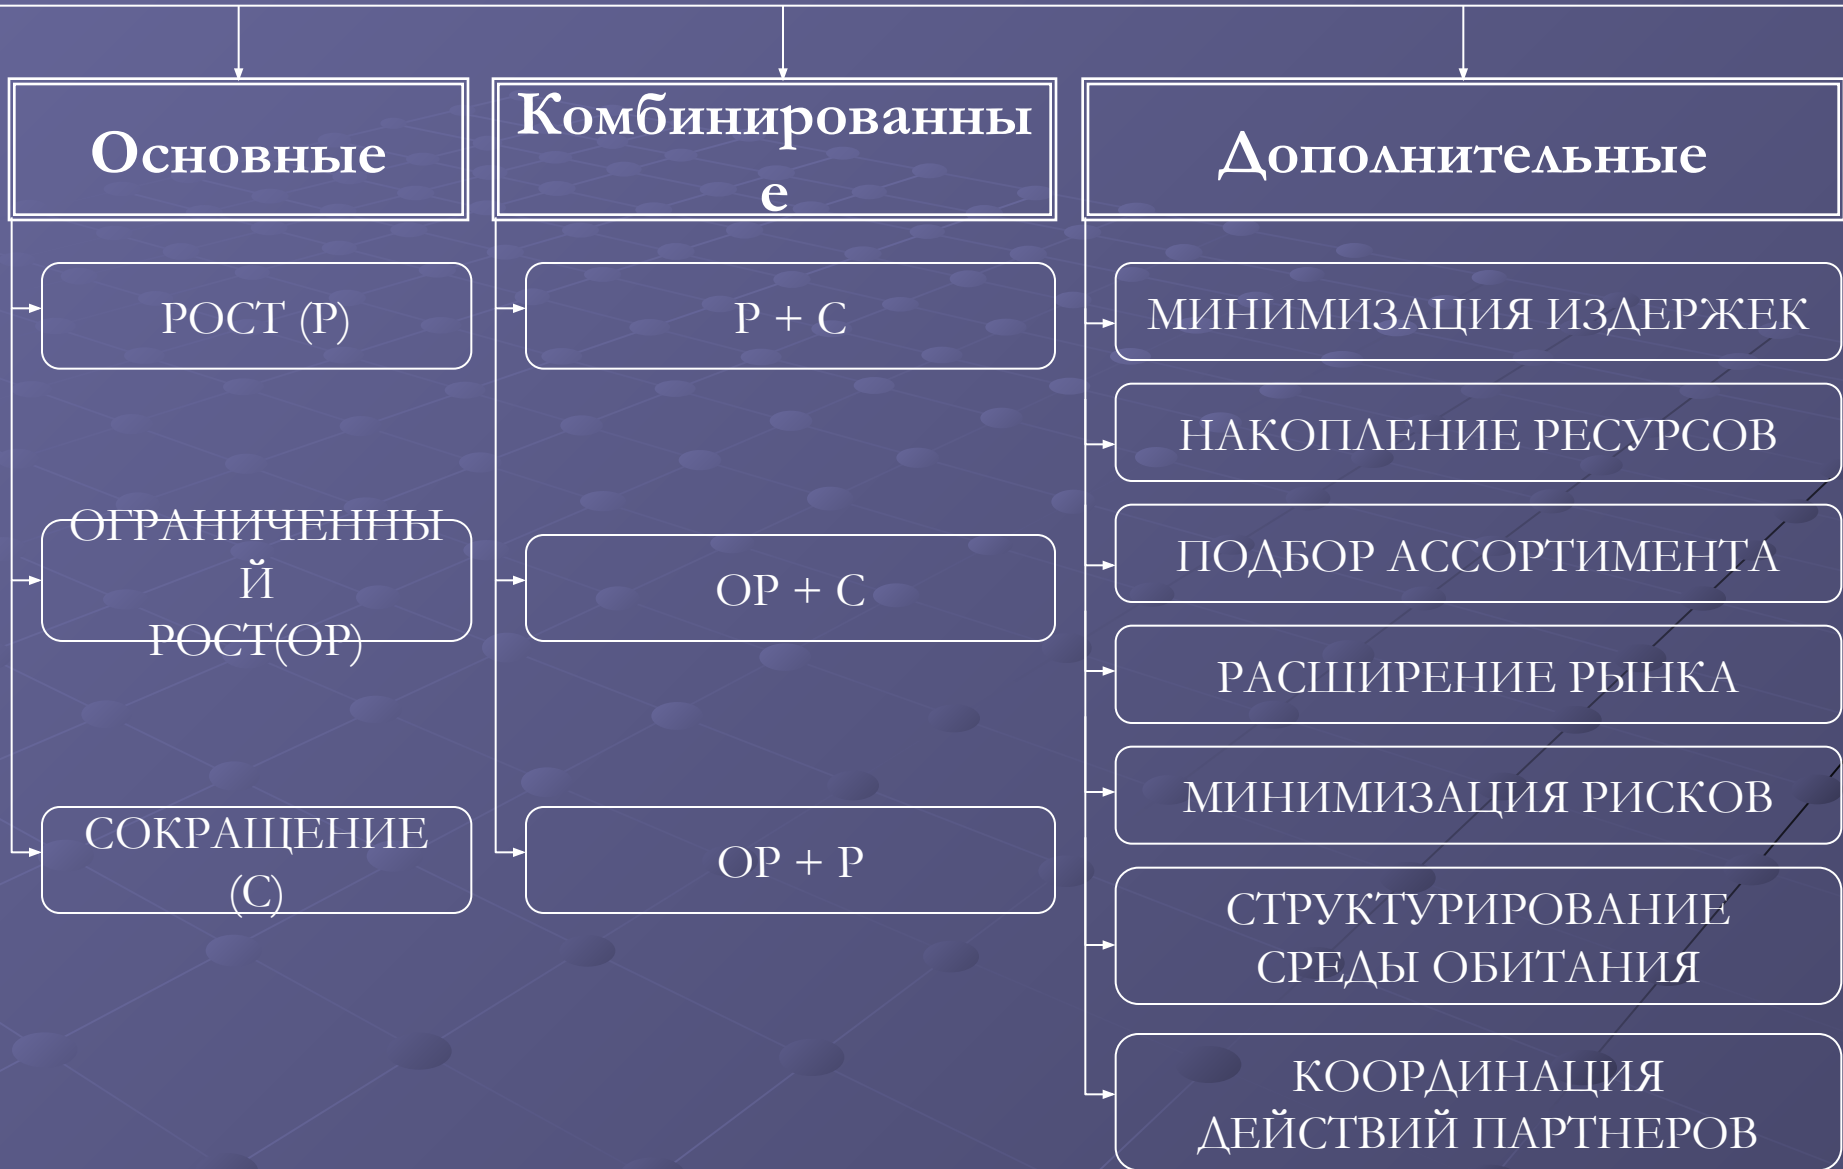 Основные
РОСТ (Р)
ОГРАНИЧЕННЫ
Й
РОСТ(ОР)
СОКРАЩЕНИЕ
(С)
Комбинированны
е
Р + С
ОР + С
ОР + Р
Дополнительные
МИНИМИЗАЦИЯ ИЗДЕРЖЕК
НАКОПЛЕНИЕ РЕСУРСОВ
ПОДБОР АССОРТИМЕНТА
РАСШИРЕНИЕ РЫНКА
МИНИМИЗАЦИЯ РИСКОВ
СТРУКТУРИРОВАНИЕ
СРЕДЫ ОБИТАНИЯ
КООРДИНАЦИЯ
ДЕЙСТВИЙ ПАРТНЕРОВ